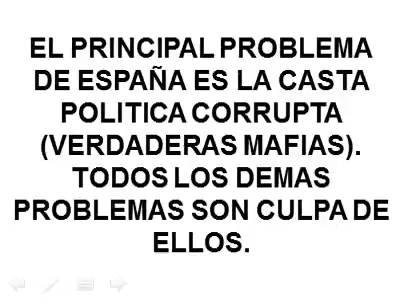 EL PRINCIPAL PROBLEMA
DE ESPAÑA ES LA CASTA
POLITICA CORRUPTA
(VERDADERAS MAFIAS).
TODOS LOS DEMAS
PROBLEMAS SON CULPA DE
ELLOS.